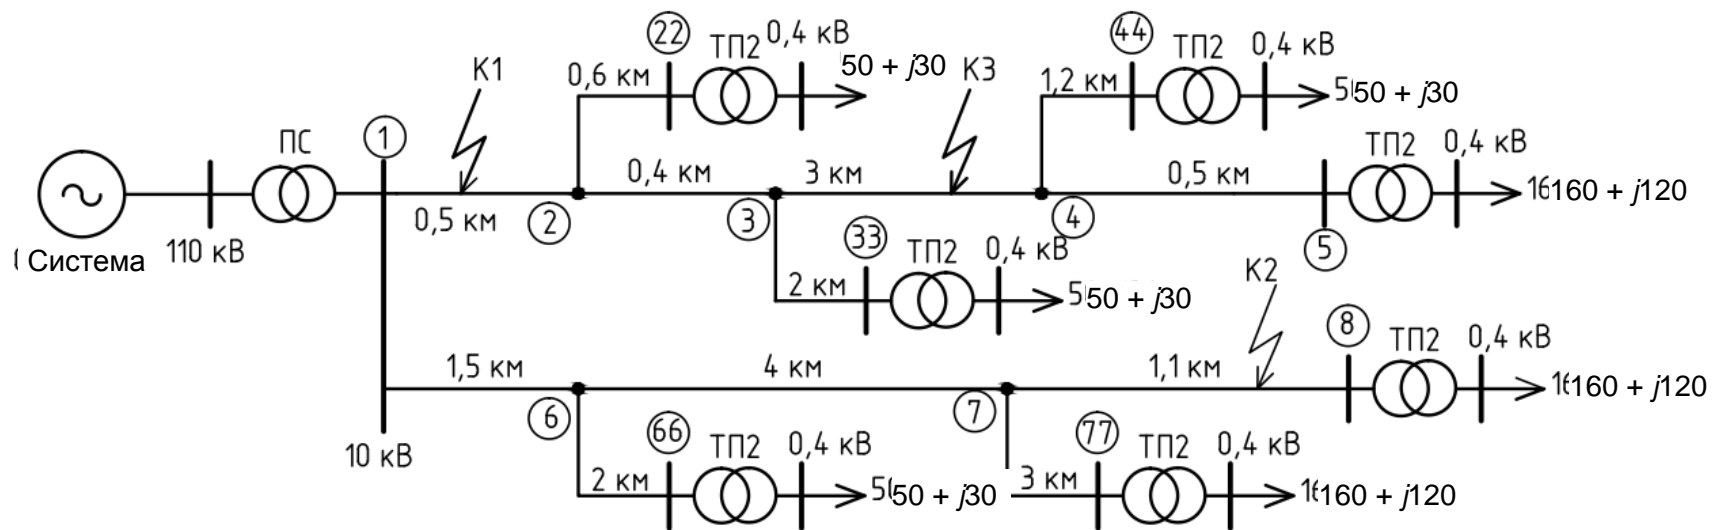 22 ТП2 0,4 кВ 44 ТП2 0,4 кВ
К1 0,6 км 50 + j30 К3 1,2 км 50 + j30
1 ПС ТП2 0,4 кВ
0,4 км 3 км 0,5 км 160 + j120
0,5 км 2 3 4 5
Система 110 кВ 33 ТП2 0,4 кВ К2
2 км 50 + j30
8 ТП2 0,4 кВ
1,5 км 4 км 1,1 км 160 + j120
6 7
10 кВ 66 ТП2 0,4 кВ 77 ТП2 0,4 кВ
2 км 50 + j30 3 км 160 + j120